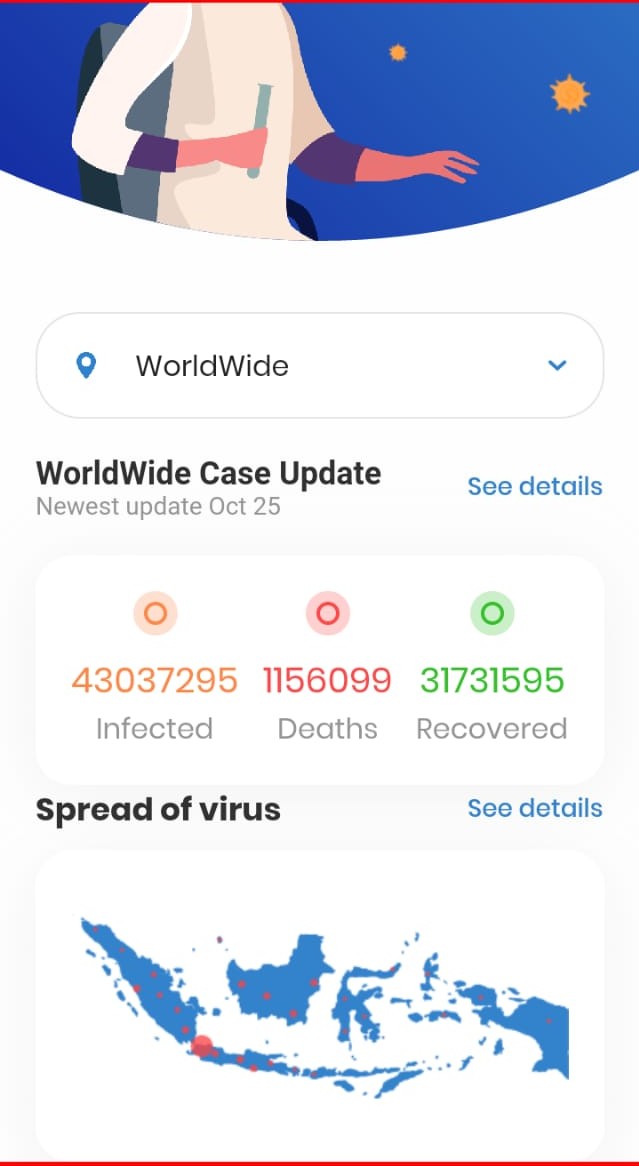 WorldWide
WorldWide Case Update
See details
Newest update Oct 25
43037295 1156099 31731595
Infected Deaths Recovered
Spread of virus
See details